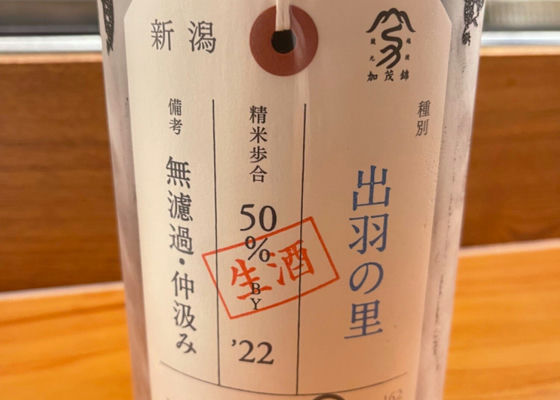 新潟
加茂錦
種別
出羽の里
精米歩合
50%
BY
'22
生酒
備考
無濾過・仲汲み